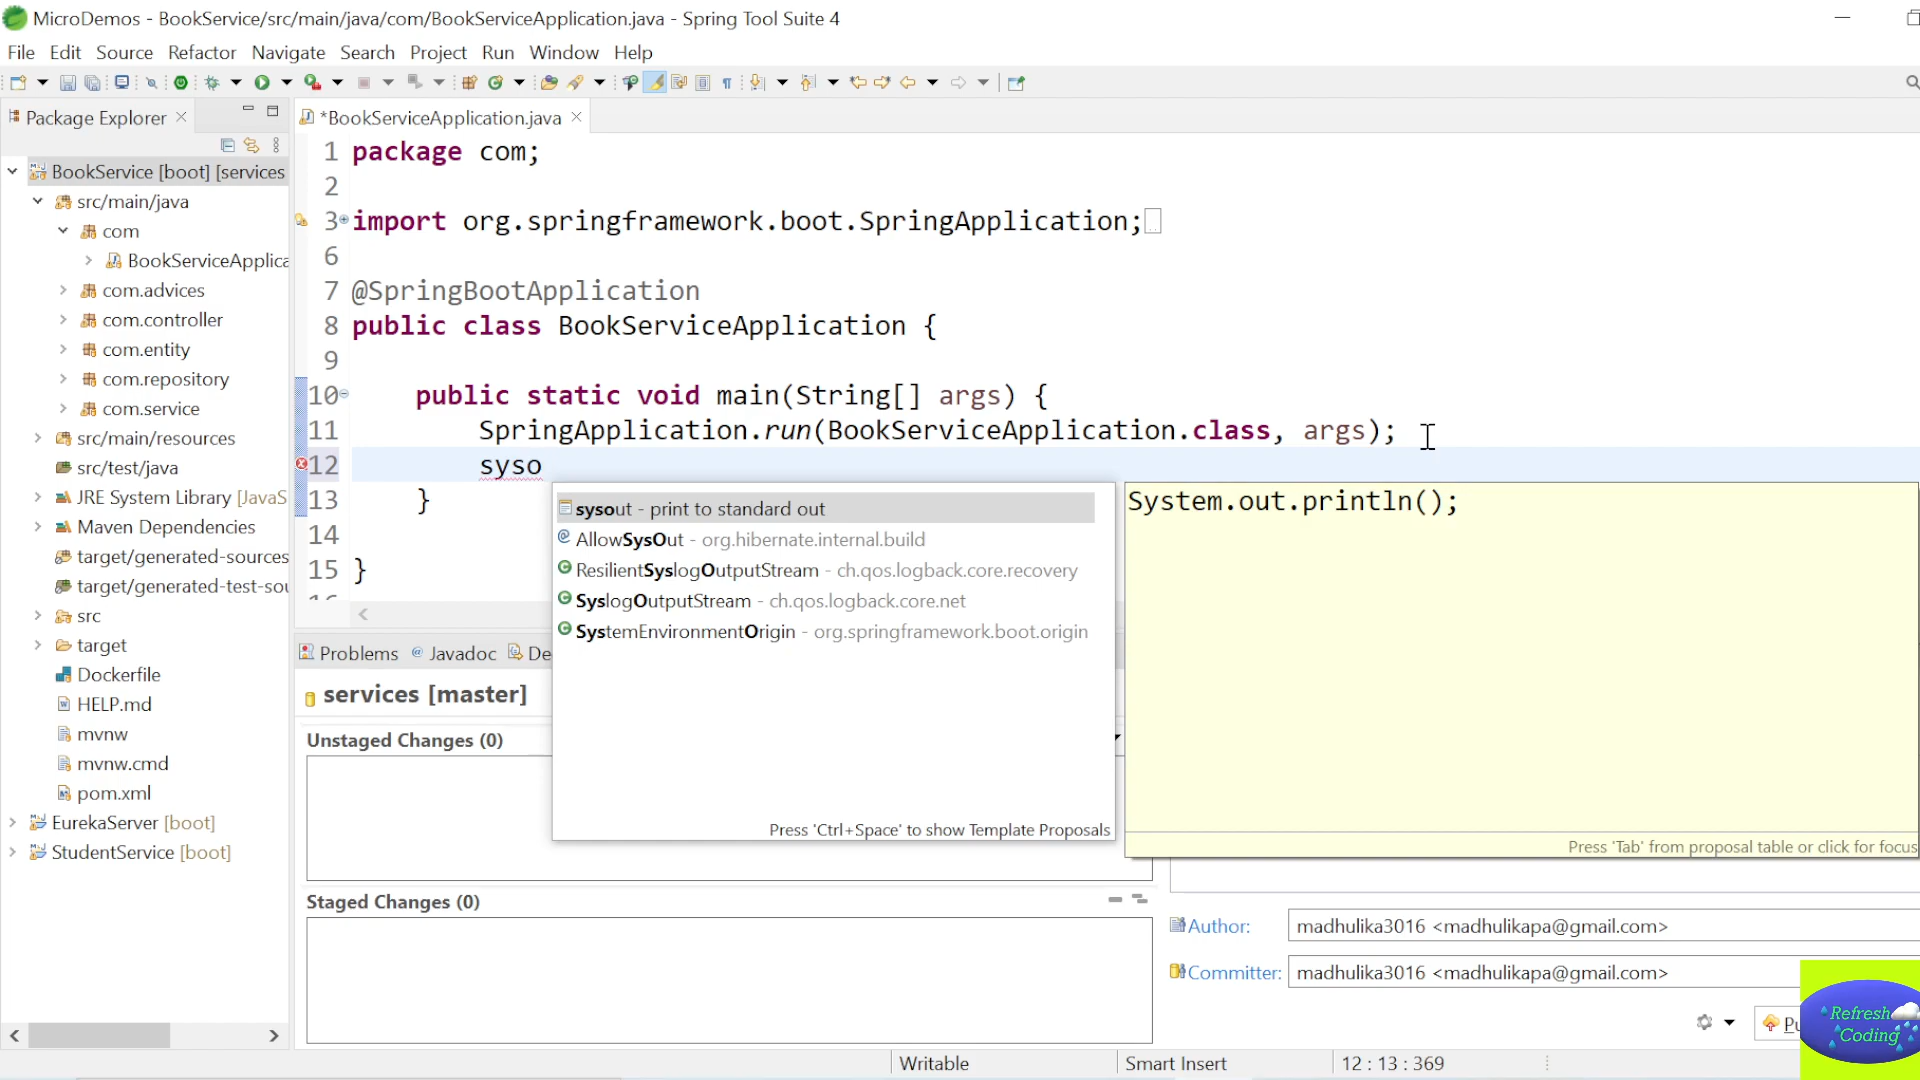 MicroDemos - BookService/src/main/java/com/BookServiceApplication.java - Spring Tool Suite 4
File Edit Source Refactor Navigate Search Project Run Window Help
Package Explorer
*BookServiceApplication.java
BookService [boot] [services
src/main/java
com
BookServiceApplica
com.advices
com.controller
com.entity
com.repository
com.service
src/main/resources
src/test/java
JRE System Library [JavaS
Maven Dependencies
target/generated-sources
target/generated-test-sou
src
target
Dockerfile
HELP.md
mvnw
mvnw.cmd
pom.xml
EurekaServer [boot]
StudentService [boot]
1 package com;
2
3 import org.springframework.boot.SpringApplication;
6
7 @SpringBootApplication
8 public class BookServiceApplication {
9
10 public static void main(String[] args) {
11 SpringApplication.run(BookServiceApplication.class, args);
12 syso
13 }
14
15 }
16
sysout - print to standard out
AllowSysOut - org.hibernate.internal.build
ResilientSyslogOutputStream - ch.qos.logback.core.recovery
SyslogOutputStream - ch.qos.logback.core.net
SystemEnvironmentOrigin - org.springframework.boot.origin
Press 'Ctrl+Space' to show Template Proposals
System.out.println();
Press 'Tab' from proposal table or click for focus
Problems Javadoc De
services [master]
Unstaged Changes (0)
Staged Changes (0)
Author: madhulika3016 <madhulikapa@gmail.com>
Committer: madhulika3016 <madhulikapa@gmail.com>
Pu
Refresh
Coding
Writable Smart Insert 12 : 13 : 369